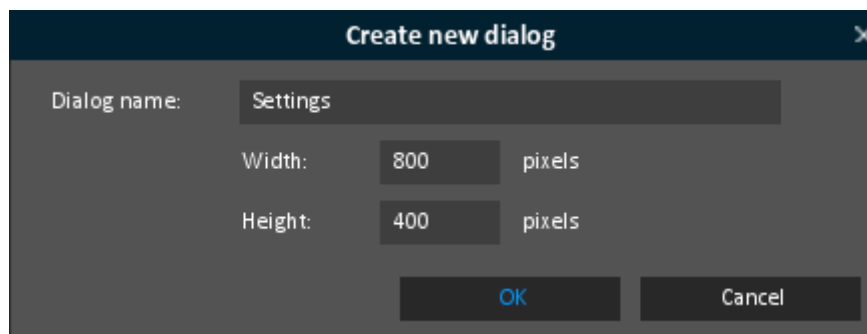 Create new dialog
Dialog name: Settings
Width: 800 pixels
Height: 400 pixels
OK Cancel